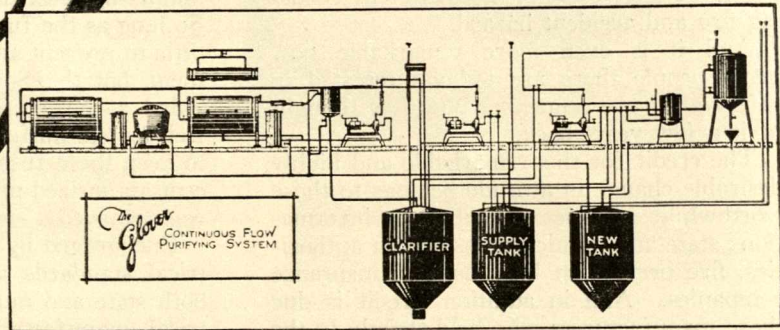 The
Glover
CONTINUOUS FLOW
PURIFYING SYSTEM
CLARIFIER
SUPPLY
TANK
NEW
TANK